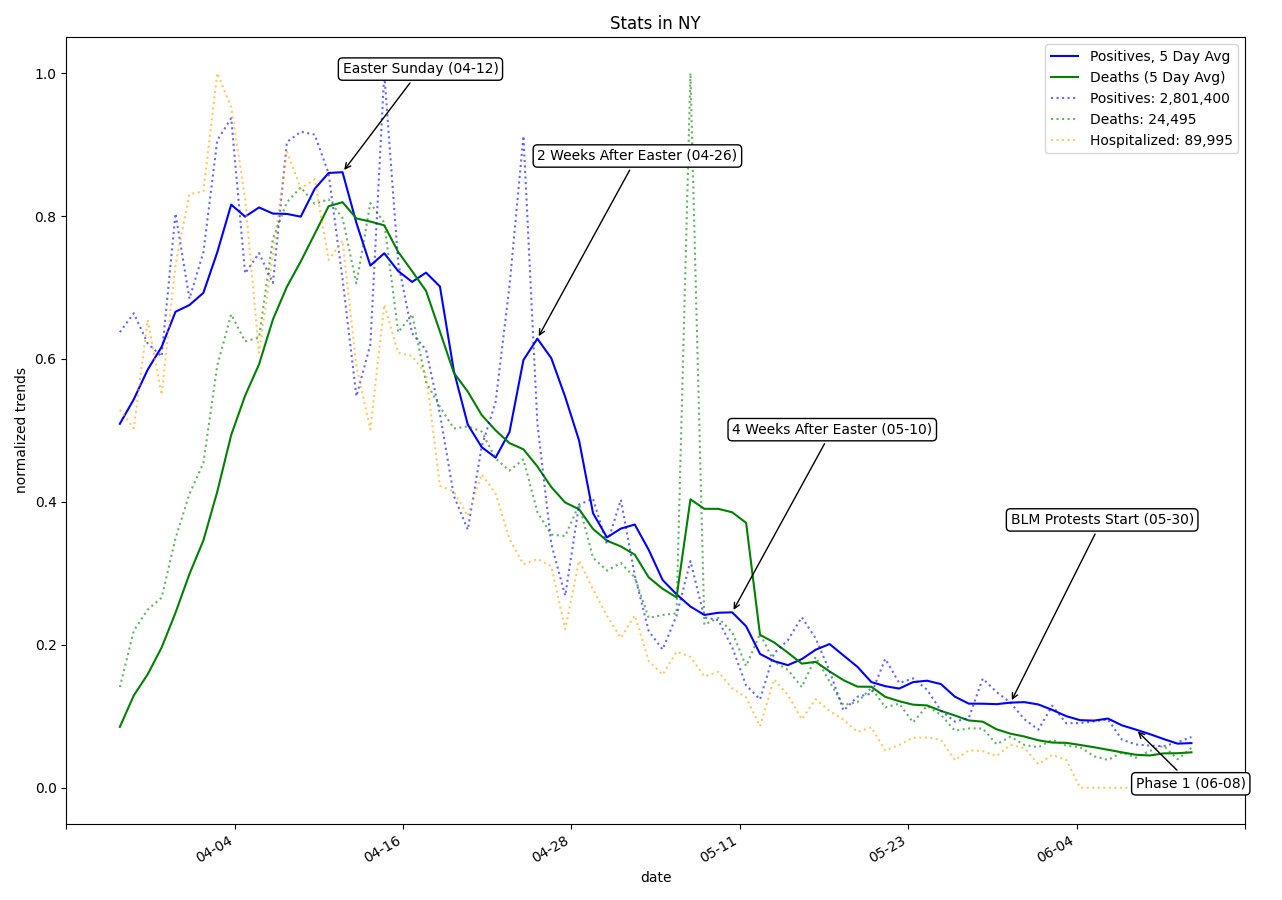 Stats in NY
Easter Sunday (04-12)
2 Weeks After Easter (04-26)
4 Weeks After Easter (05-10)
BLM Protests Start (05-30)
Phase 1 (06-08)
Positives, 5 Day Avg
Deaths (5 Day Avg)
Positives: 2,801,400
Deaths: 24,495
Hospitalized: 89,995
normalized trends
1.0
0.8
0.6
0.4
0.2
0.0
04-04
04-16
04-28
05-11
05-23
06-04
date